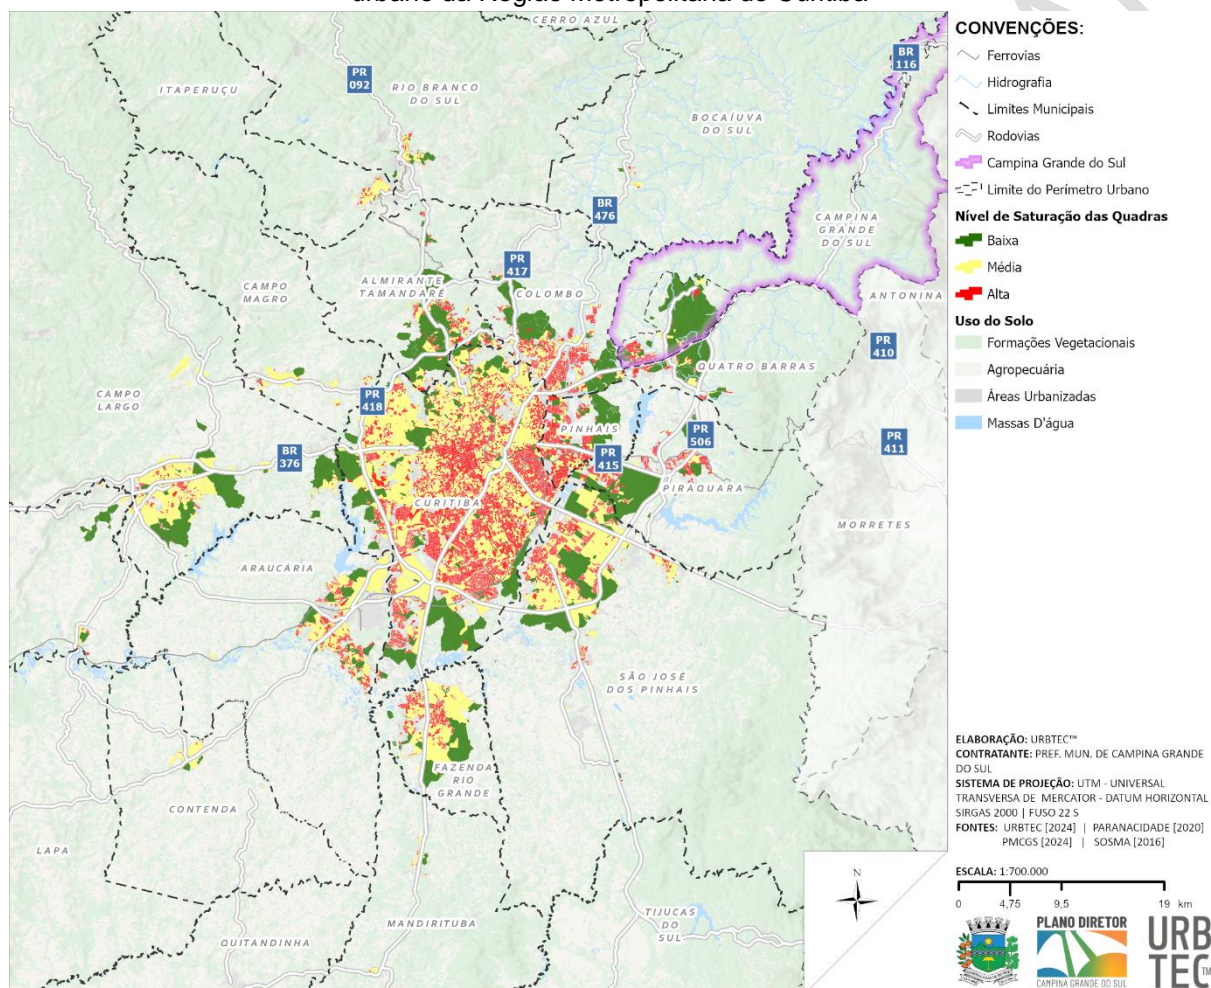 urbano da Região Metropolitana de Curitiba
CERRO AZUL
BR
116
PR
092
ITAPERUÇU
RIO BRANCO
DO SUL
BOCAIÚVA
DO SUL
BR
476
CAMPINA
GRANDE
DO SUL
PR
417
ALMIRANTE
TAMANDARÉ
COLOMBO
CAMPO
MAGRO
ANTONINA
PR
410
QUATRO BARRAS
CAMPO
LARGO
PR
418
PINHAIS
PR
506
PR
411
BR
376
PR
415
PIRAQUARA
CURITIBA
MORRETES
ARAUCÁRIA
SÃO JOSÉ
DOS PINHAIS
FAZENDA
RIO
GRANDE
CONTENDA
LAPA
MANDIRITUBA
TIJUCAS
DO
SUL
QUITANDINHA
N
CONVENÇÕES:
Ferrovias
Hidrografia
Limites Municipais
Rodovias
Campina Grande do Sul
Limite do Perímetro Urbano
Nível de Saturação das Quadras
Baixa
Média
Alta
Uso do Solo
Formações Vegetacionais
Agropecuária
Áreas Urbanizadas
Massas D'água
ELABORAÇÃO: URBTEC™
CONTRATANTE: PREF. MUN. DE CAMPINA GRANDE
DO SUL
SISTEMA DE PROJEÇÃO: UTM - UNIVERSAL
TRANSVERSA DE MERCATOR - DATUM HORIZONTAL
SIRGAS 2000 | FUSO 22 S
FONTES: URBTEC [2024] | PARANACIDADE [2020]
PMCGS [2024] | SOSMA [2016]
ESCALA: 1:700.000
0 4,75 9,5 19 km
PLANO DIRETOR
CAMPINA GRANDE DO SUL
URB
TEC™